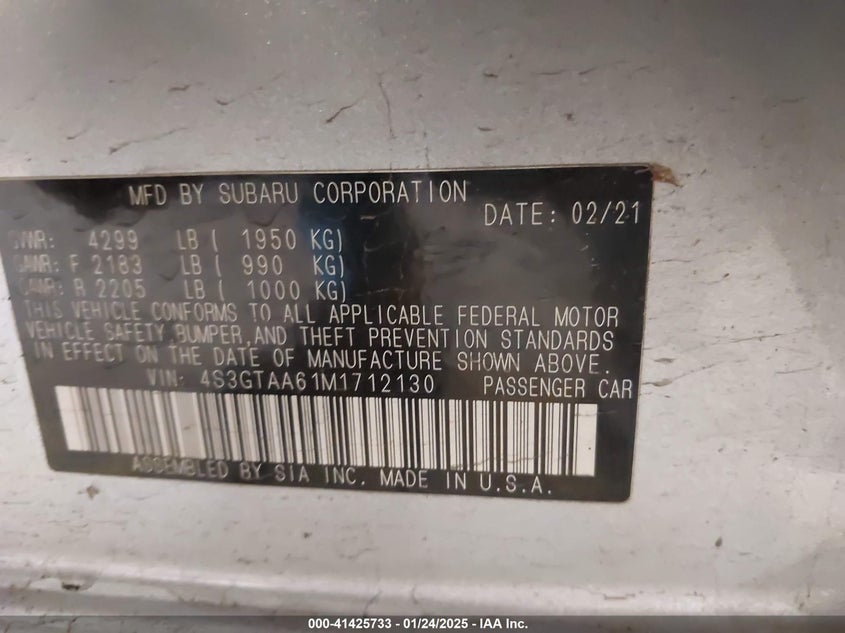 MFD BY SUBARU CORPORATION
DATE: 02/21
GVWR: 4299 LB ( 1950 KG)
GAWR: F 2183 LB ( 990 KG)
GAWR: R 2205 LB ( 1000 KG)
THIS VEHICLE CONFORMS TO ALL APPLICABLE FEDERAL MOTOR
VEHICLE SAFETY, BUMPER, AND THEFT PREVENTION STANDARDS
IN EFFECT ON THE DATE OF MANUFACTURE SHOWN ABOVE.
VIN: 4S3GTAA61M1712130 PASSENGER CAR
ASSEMBLED BY SIA INC. MADE IN U.S.A.
000-41425733 - 01/24/2025 - IAA Inc.